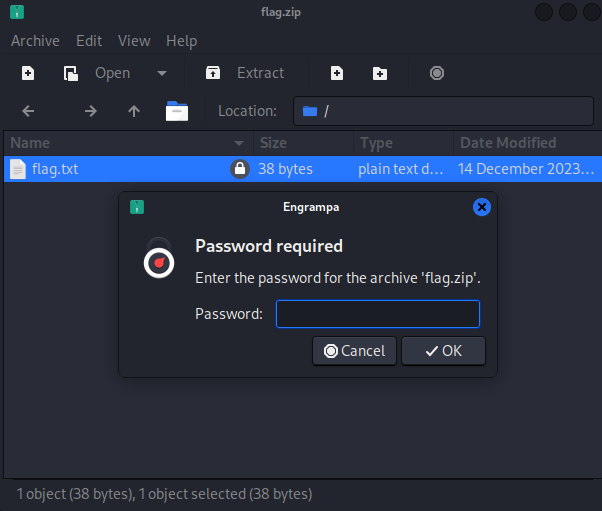 flag.zip
Archive Edit View Help
Open Extract
Location: /
Name Size Type Date Modified
flag.txt 38 bytes plain text d... 14 December 2023...
Engrampa
Password required
Enter the password for the archive 'flag.zip'.
Password:
Cancel OK
1 object (38 bytes), 1 object selected (38 bytes)